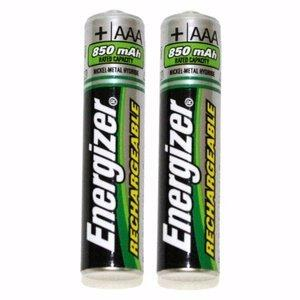 + AAA
850 mAh
RATED CAPACITY
NICKEL-METAL HYDRIDE
Energizer®
RECHARGEABLE
+ AAA
850 mAh
RATED CAPACITY
NICKEL-METAL HYDRIDE
Energizer®
RECHARGEABLE